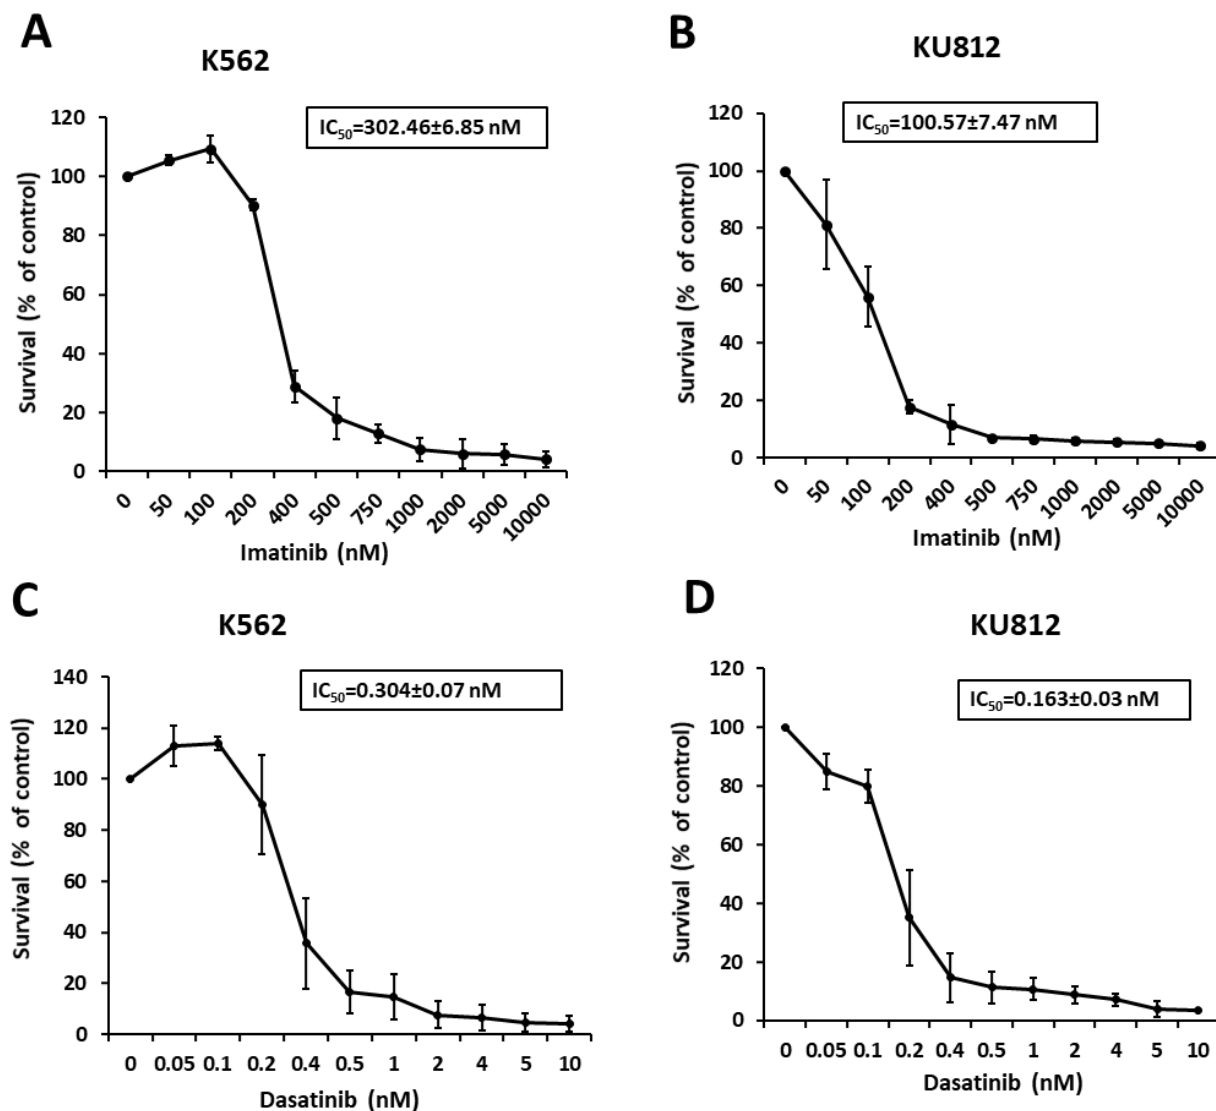 A
K562
IC50=302.46±6.85 nM
Survival (% of control)
120
100
80
60
40
20
0
0 50 100 200 400 500 750 1000 2000 5000 10000
Imatinib (nM)
B
KU812
IC50=100.57±7.47 nM
Survival (% of control)
120
100
80
60
40
20
0
0 50 100 200 400 500 750 1000 2000 5000 10000
Imatinib (nM)
C
K562
IC50=0.304±0.07 nM
Survival (% of control)
140
120
100
80
60
40
20
0
0 0.05 0.1 0.2 0.4 0.5 1 2 4 5 10
Dasatinib (nM)
D
KU812
IC50=0.163±0.03 nM
Survival (% of control)
120
100
80
60
40
20
0
0 0.05 0.1 0.2 0.4 0.5 1 2 4 5 10
Dasatinib (nM)